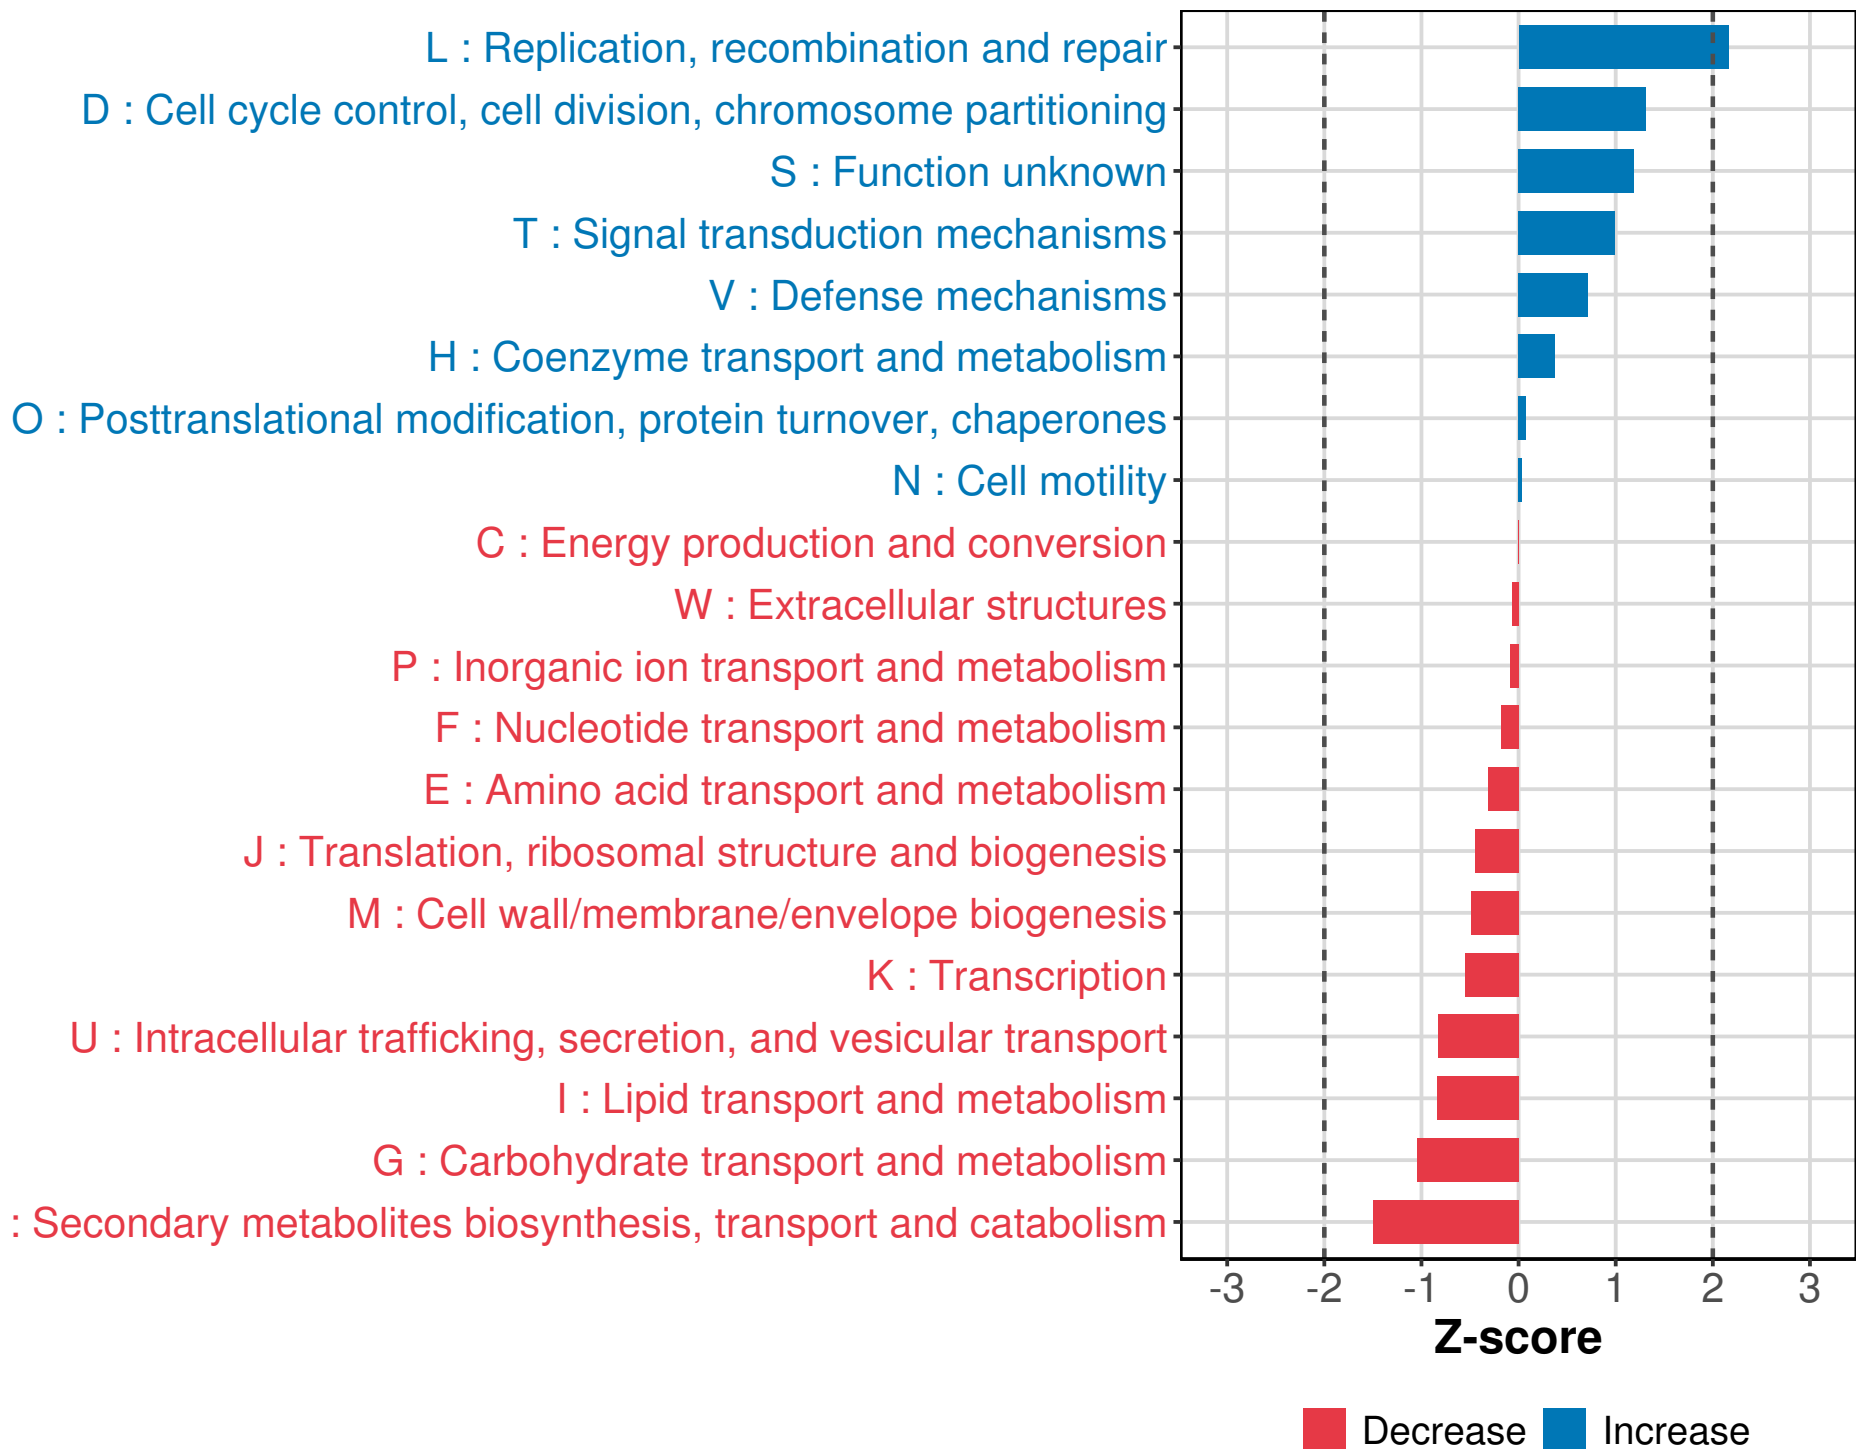 L : Replication, recombination and repair
D : Cell cycle control, cell division, chromosome partitioning
S : Function unknown
T : Signal transduction mechanisms
V : Defense mechanisms
H : Coenzyme transport and metabolism
O : Posttranslational modification, protein turnover, chaperones
N : Cell motility
C : Energy production and conversion
W : Extracellular structures
P : Inorganic ion transport and metabolism
F : Nucleotide transport and metabolism
E : Amino acid transport and metabolism
J : Translation, ribosomal structure and biogenesis
M : Cell wall/membrane/envelope biogenesis
K : Transcription
U : Intracellular trafficking, secretion, and vesicular transport
I : Lipid transport and metabolism
G : Carbohydrate transport and metabolism
: Secondary metabolites biosynthesis, transport and catabolism
-3 -2 -1 0 1 2 3
Z-score
Decrease Increase